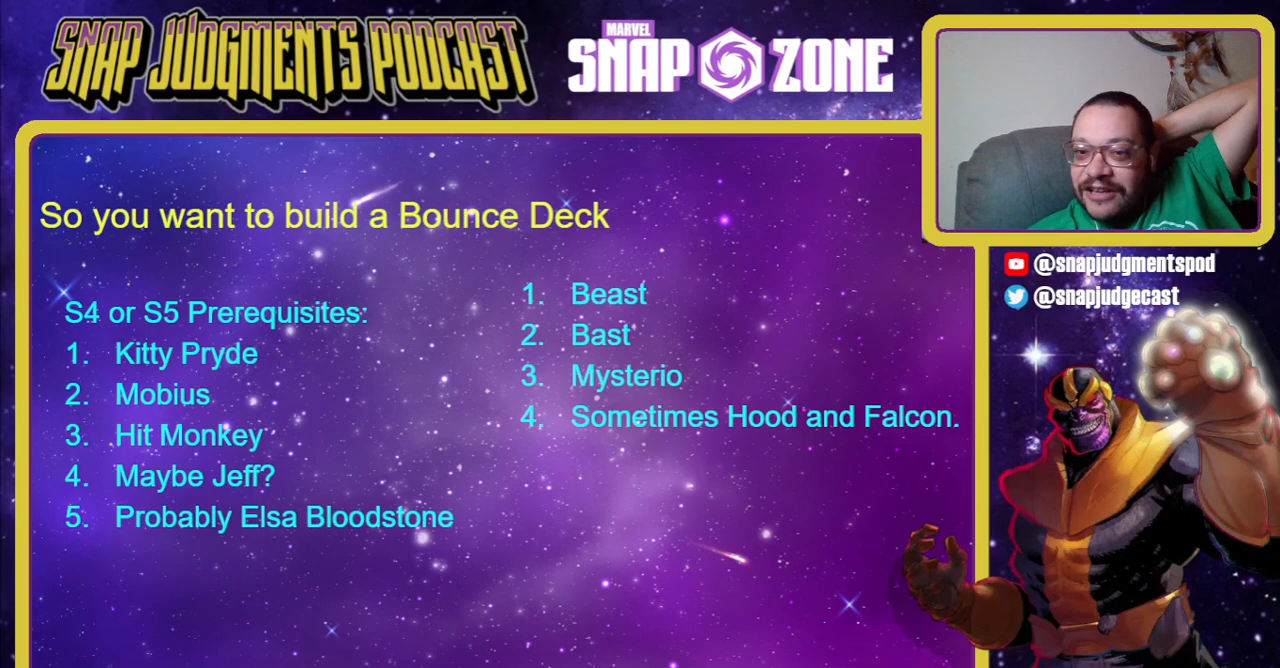 SNAP JUDGMENTS PODCAST
MARVEL
SNAP ZONE
So you want to build a Bounce Deck
S4 or S5 Prerequisites:
1. Kitty Pryde
2. Mobius
3. Hit Monkey
4. Maybe Jeff?
5. Probably Elsa Bloodstone
1. Beast
2. Bast
3. Mysterio
4. Sometimes Hood and Falcon.
@snapjudgmentspod
@snapjudgecast